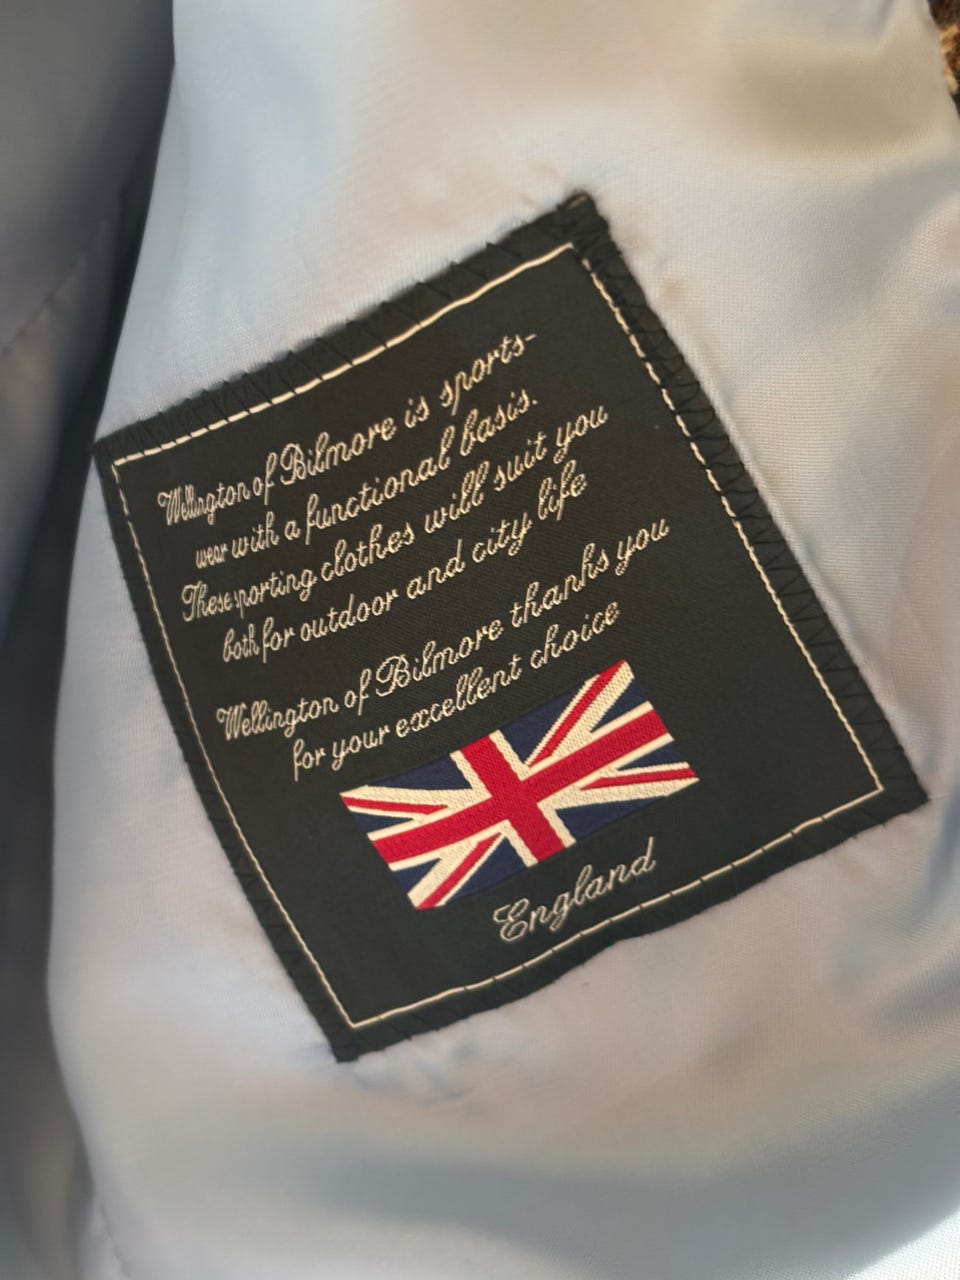 Wellington of Bilmore is sports-
wear with a functional basis.
These sporting clothes will suit you
both for outdoor and city life
Wellington of Bilmore thanks you
for your excellent choice
England